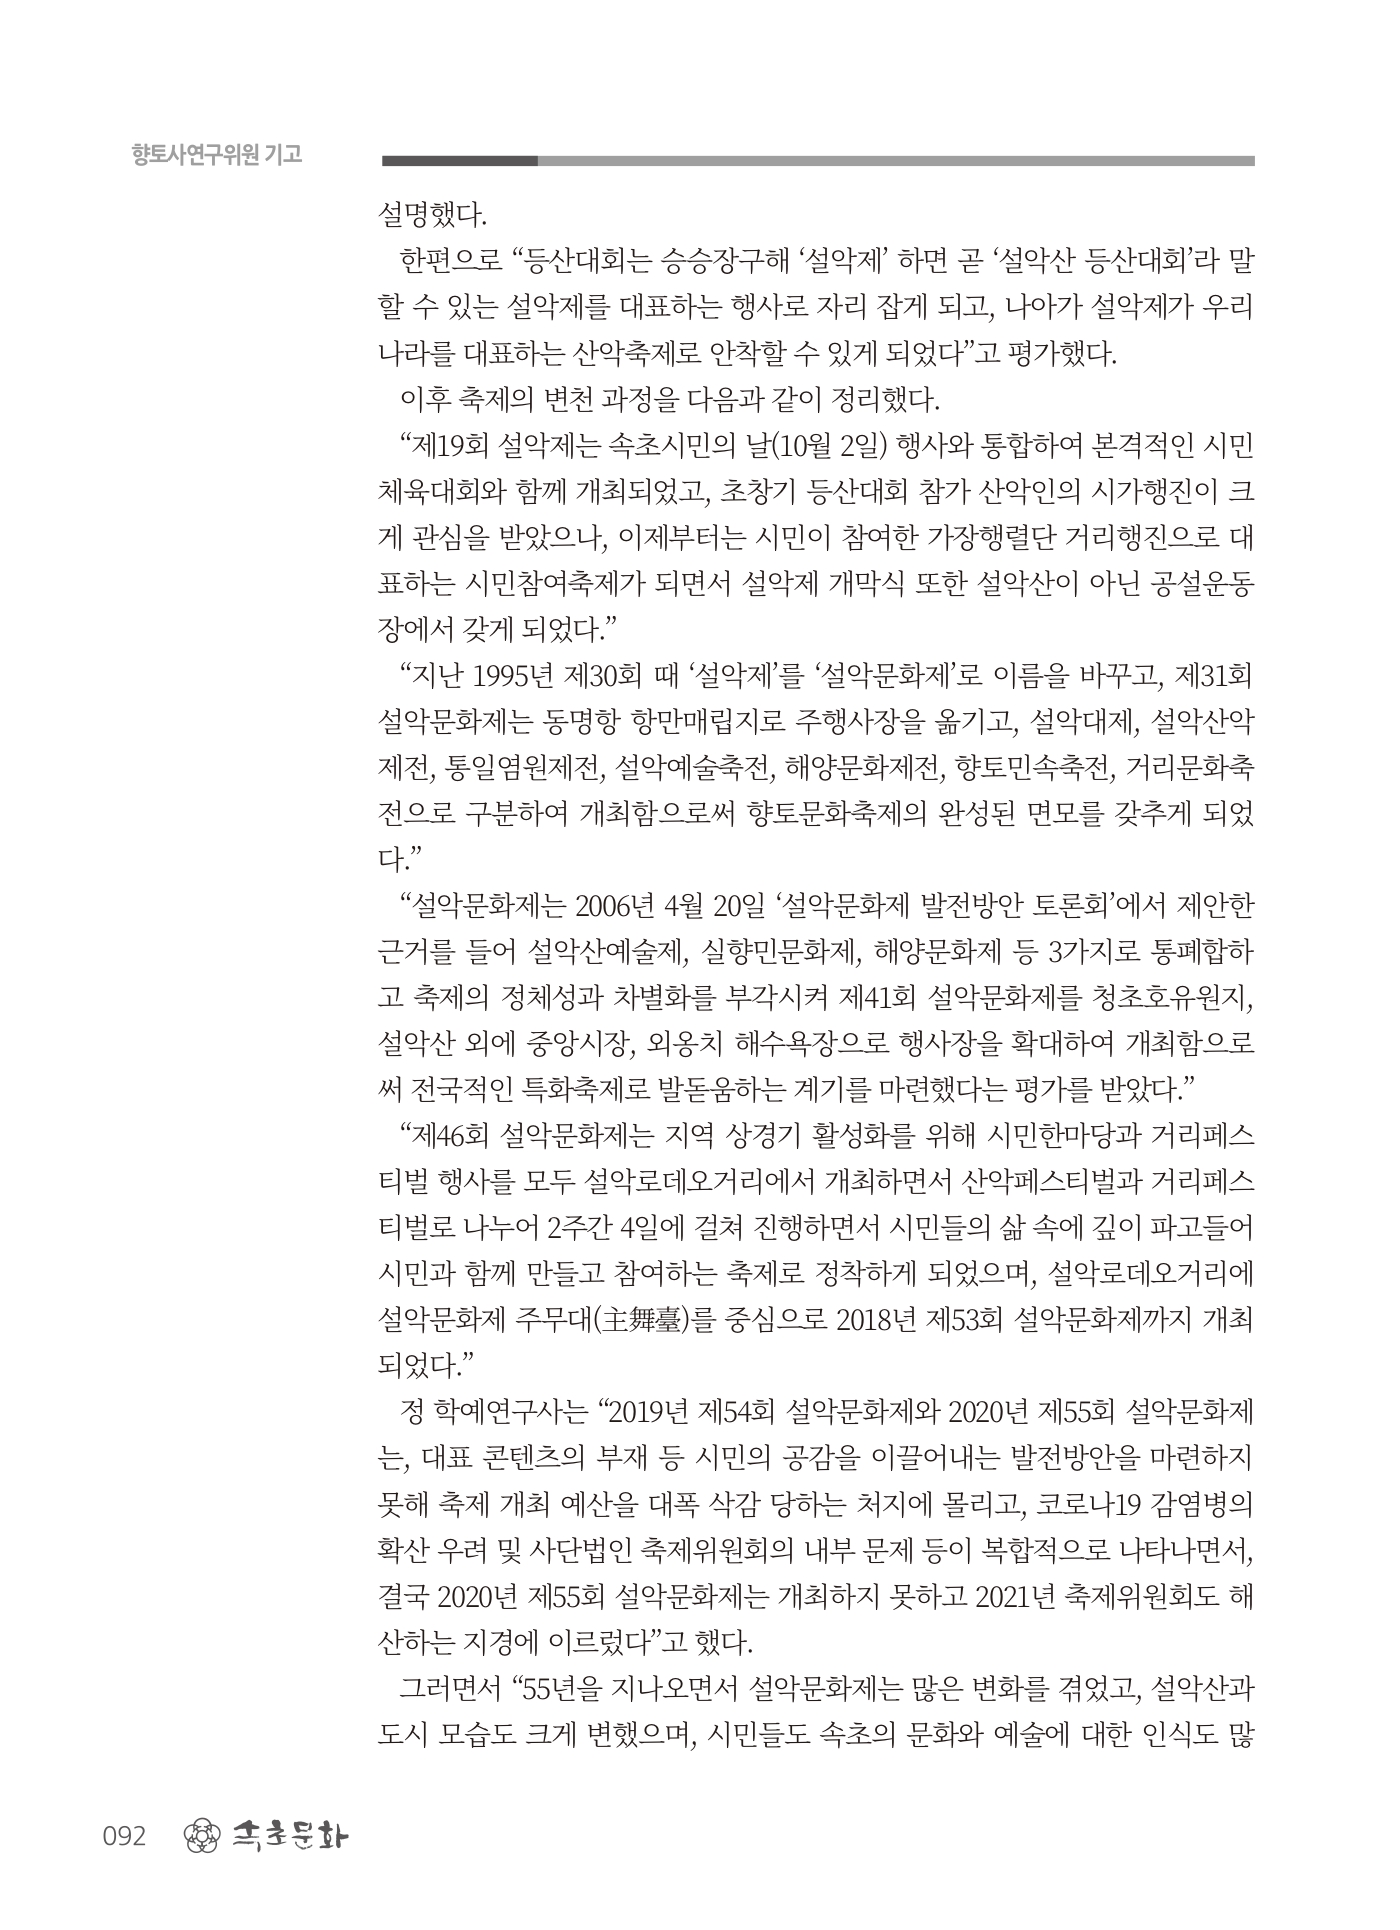 향토사연구위원 기고
설명했다.
한편으로 “등산대회는 승승장구해 ‘설악제’ 하면 곧 ‘설악산 등산대회’라 말
할 수 있는 설악제를 대표하는 행사로 자리 잡게 되고, 나아가 설악제가 우리
나라를 대표하는 산악축제로 안착할 수 있게 되었다”고 평가했다.
이후 축제의 변천 과정을 다음과 같이 정리했다.
“제19회 설악제는 속초시민의 날(10월 2일) 행사와 통합하여 본격적인 시민
체육대회와 함께 개최되었고, 초창기 등산대회 참가 산악인의 시가행진이 크
게 관심을 받았으나, 이제부터는 시민이 참여한 가장행렬단 거리행진으로 대
표하는 시민참여축제가 되면서 설악제 개막식 또한 설악산이 아닌 공설운동
장에서 갖게 되었다.”
“지난 1995년 제30회 때 ‘설악제’를 ‘설악문화제’로 이름을 바꾸고, 제31회
설악문화제는 동명항 항만매립지로 주행사장을 옮기고, 설악대제, 설악산악
제전, 통일염원제전, 설악예술축전, 해양문화제전, 향토민속축전, 거리문화축
전으로 구분하여 개최함으로써 향토문화축제의 완성된 면모를 갖추게 되었
다.”
“설악문화제는 2006년 4월 20일 ‘설악문화제 발전방안 토론회’에서 제안한
근거를 들어 설악산예술제, 실향민문화제, 해양문화제 등 3가지로 통폐합하
고 축제의 정체성과 차별화를 부각시켜 제41회 설악문화제를 청초호유원지,
설악산 외에 중앙시장, 외옹치 해수욕장으로 행사장을 확대하여 개최함으로
써 전국적인 특화축제로 발돋움하는 계기를 마련했다는 평가를 받았다.”
“제46회 설악문화제는 지역 상경기 활성화를 위해 시민한마당과 거리페스
티벌 행사를 모두 설악로데오거리에서 개최하면서 산악페스티벌과 거리페스
티벌로 나누어 2주간 4일에 걸쳐 진행하면서 시민들의 삶 속에 깊이 파고들어
시민과 함께 만들고 참여하는 축제로 정착하게 되었으며, 설악로데오거리에
설악문화제 주무대(主舞臺)를 중심으로 2018년 제53회 설악문화제까지 개최
되었다.”
정 학예연구사는 “2019년 제54회 설악문화제와 2020년 제55회 설악문화제
는, 대표 콘텐츠의 부재 등 시민의 공감을 이끌어내는 발전방안을 마련하지
못해 축제 개최 예산을 대폭 삭감 당하는 처지에 몰리고, 코로나19 감염병의
확산 우려 및 사단법인 축제위원회의 내부 문제 등이 복합적으로 나타나면서,
결국 2020년 제55회 설악문화제는 개최하지 못하고 2021년 축제위원회도 해
산하는 지경에 이르렀다”고 했다.
그러면서 “55년을 지나오면서 설악문화제는 많은 변화를 겪었고, 설악산과
도시 모습도 크게 변했으며, 시민들도 속초의 문화와 예술에 대한 인식도 많
092 속초문화